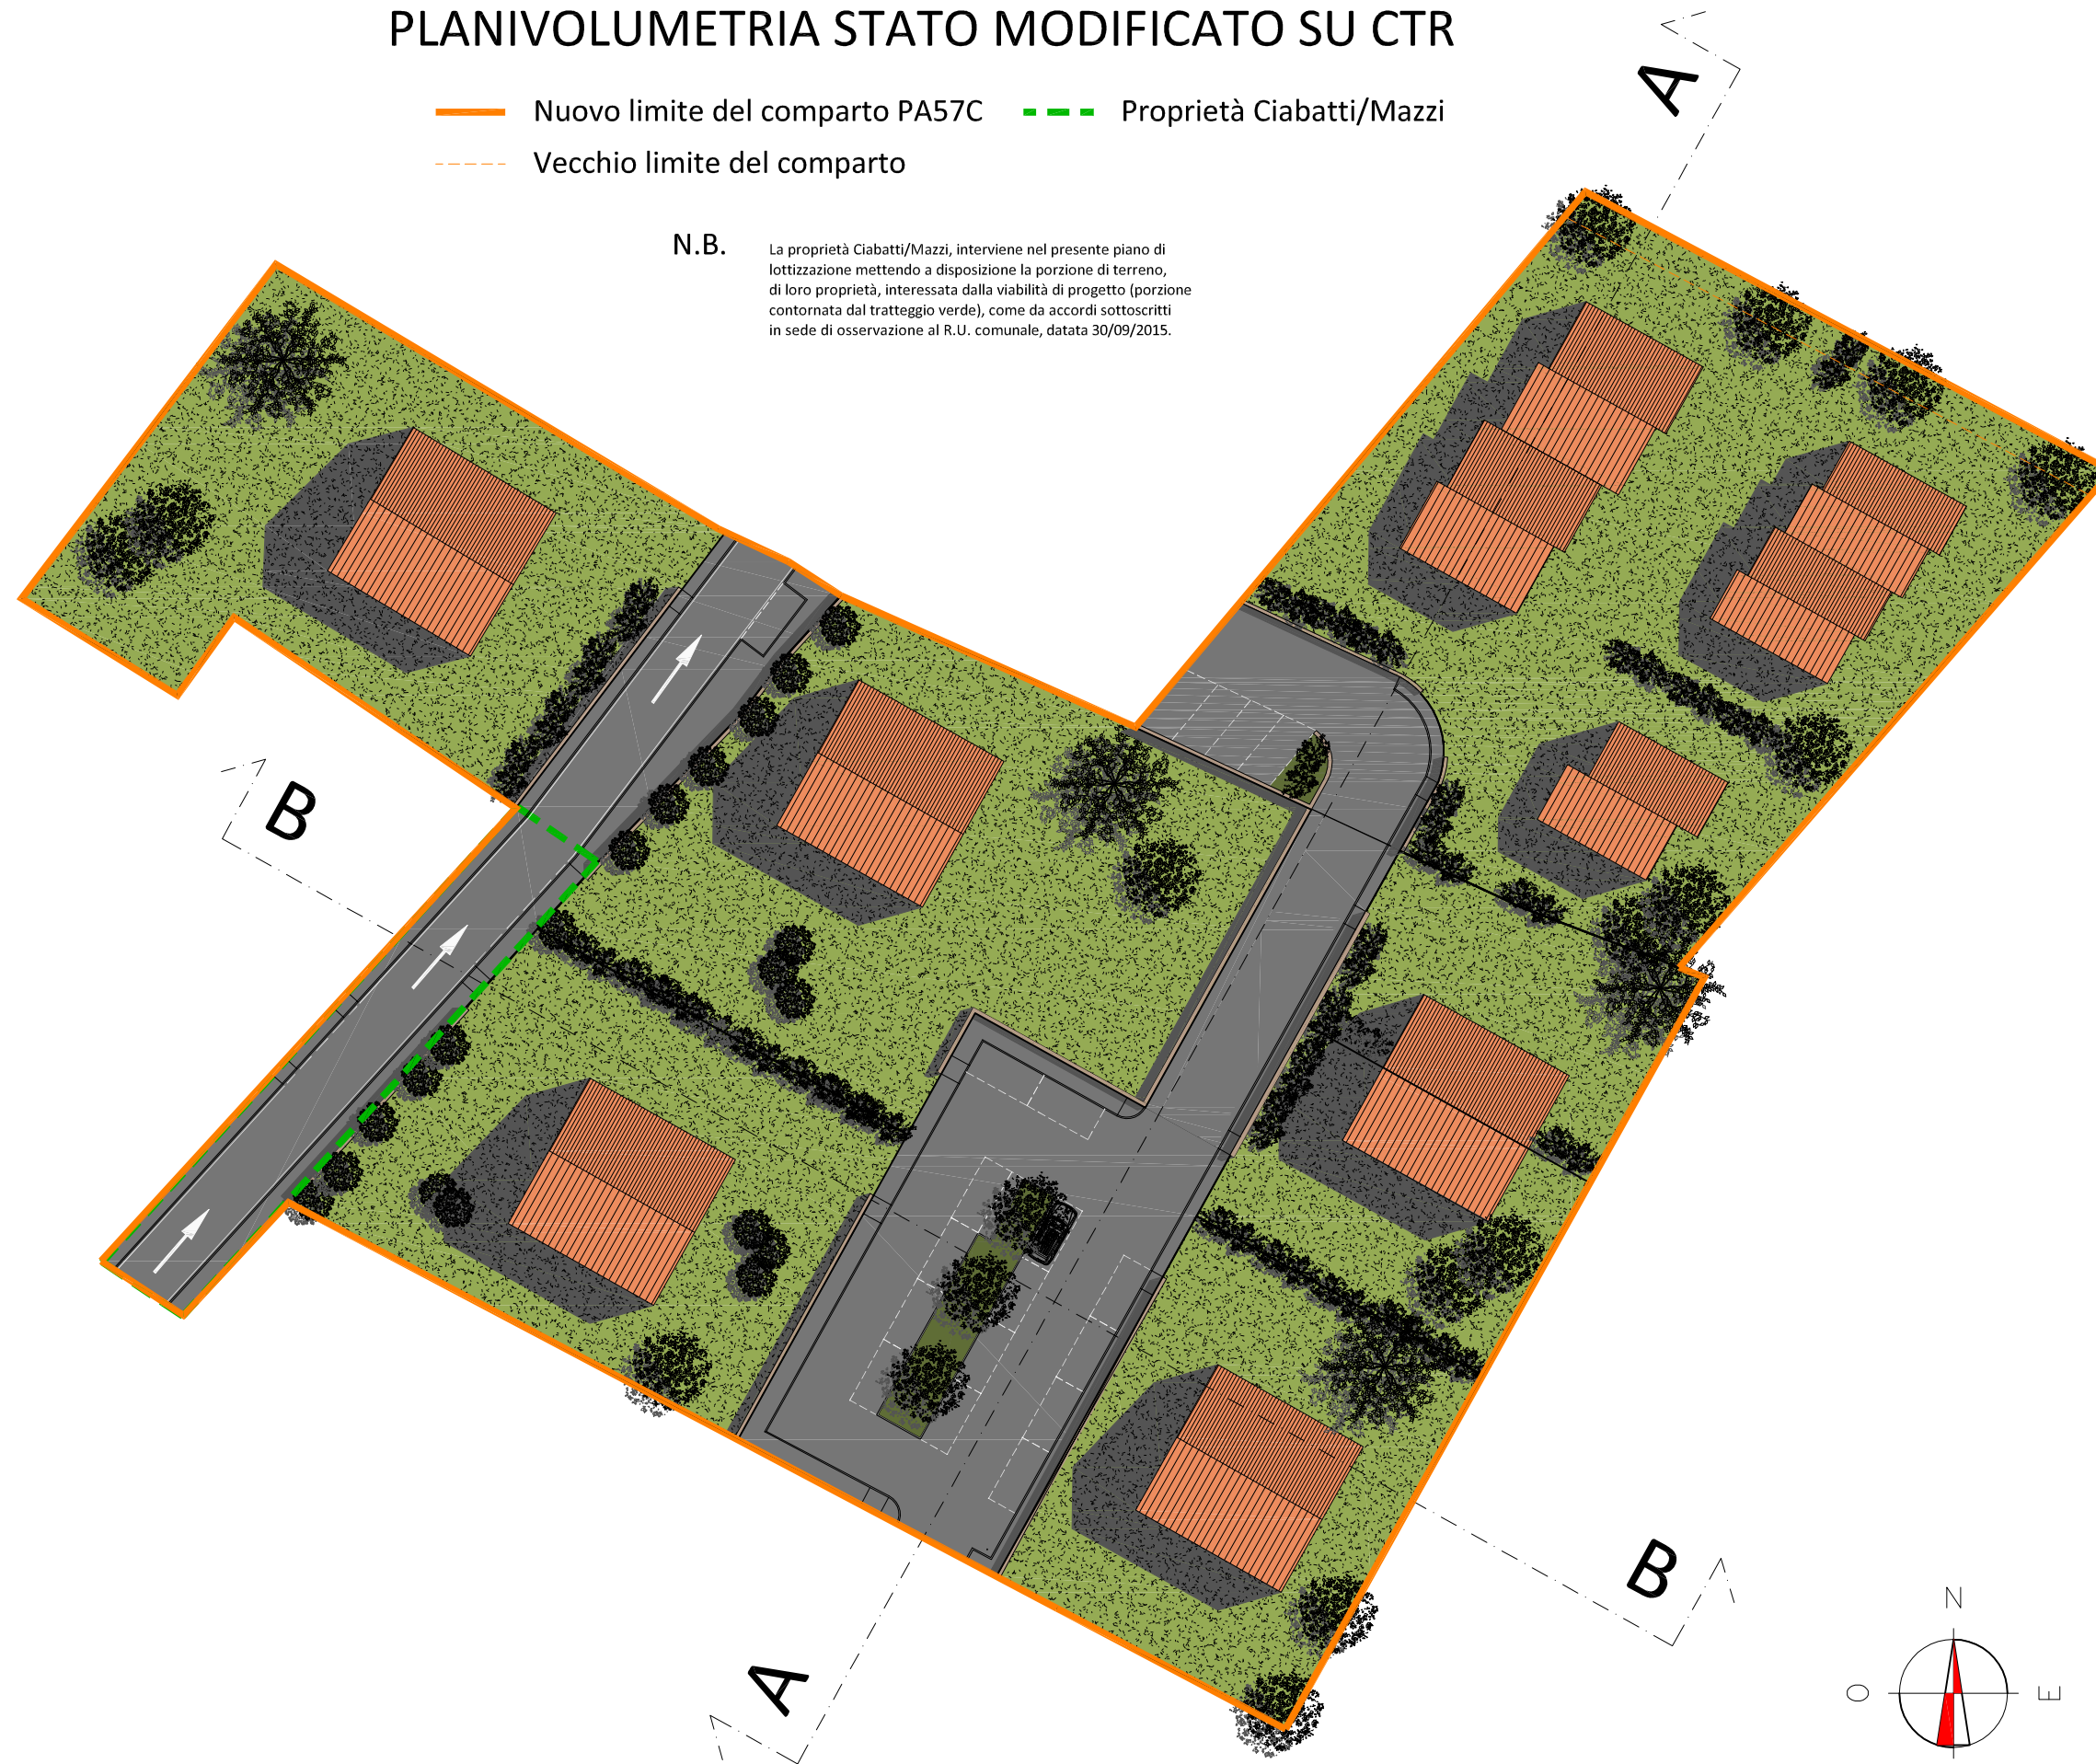 PLANIVOLUMETRIA STATO MODIFICATO SU CTR
Nuovo limite del comparto PA57C
Proprietà Ciabatti/Mazzi
Vecchio limite del comparto
N.B.
La proprietà Ciabatti/Mazzi, interviene nel presente piano di
lottizzazione mettendo a disposizione la porzione di terreno,
di loro proprietà, interessata dalla viabilità di progetto (porzione
contornata dal tratteggio verde), come da accordi sottoscritti
in sede di osservazione al R.U. comunale, datata 30/09/2015.
A
B
B
A
N
O
E